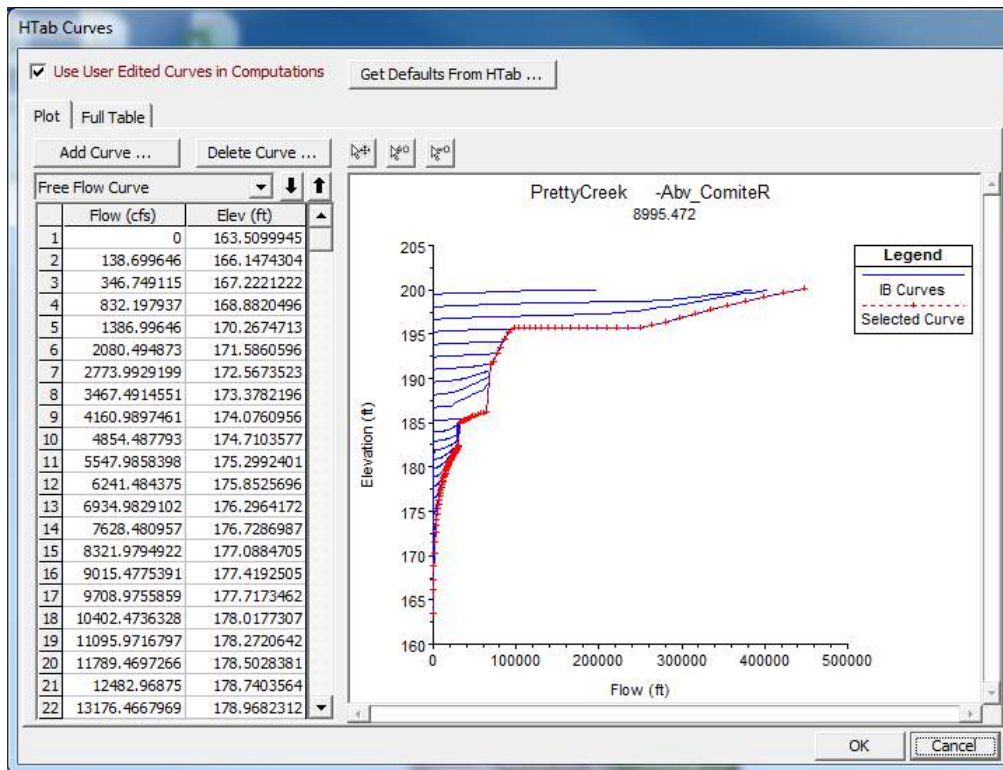 HTab Curves
Use User Edited Curves in Computations
Get Defaults From HTab ...
Plot
Full Table
Add Curve ...
Delete Curve ...
Free Flow Curve
Flow (cfs) Elev (ft)
1 0 163.5099945
2 138.699646 166.1474304
3 346.749115 167.2221222
4 832.197937 168.8820496
5 1386.99646 170.2674713
6 2080.494873 171.5860596
7 2773.9929199 172.5673523
8 3467.4914551 173.3782196
9 4160.9897461 174.0760956
10 4854.487793 174.7103577
11 5547.9858398 175.2992401
12 6241.484375 175.8525696
13 6934.9829102 176.2964172
14 7628.480957 176.7286987
15 8321.9794922 177.0884705
16 9015.4775391 177.4192505
17 9708.9755859 177.7173462
18 10402.4736328 178.0177307
19 11095.9716797 178.2720642
20 11789.4697266 178.5028381
21 12482.96875 178.7403564
22 13176.4667969 178.9682312
PrettyCreek -Abv_ComiteR
8995.472
205
200
195
190
185
180
175
170
165
160
Elevation (ft)
0 100000 200000 300000 400000 500000
Flow (ft)
Legend
IB Curves
Selected Curve
OK
Cancel